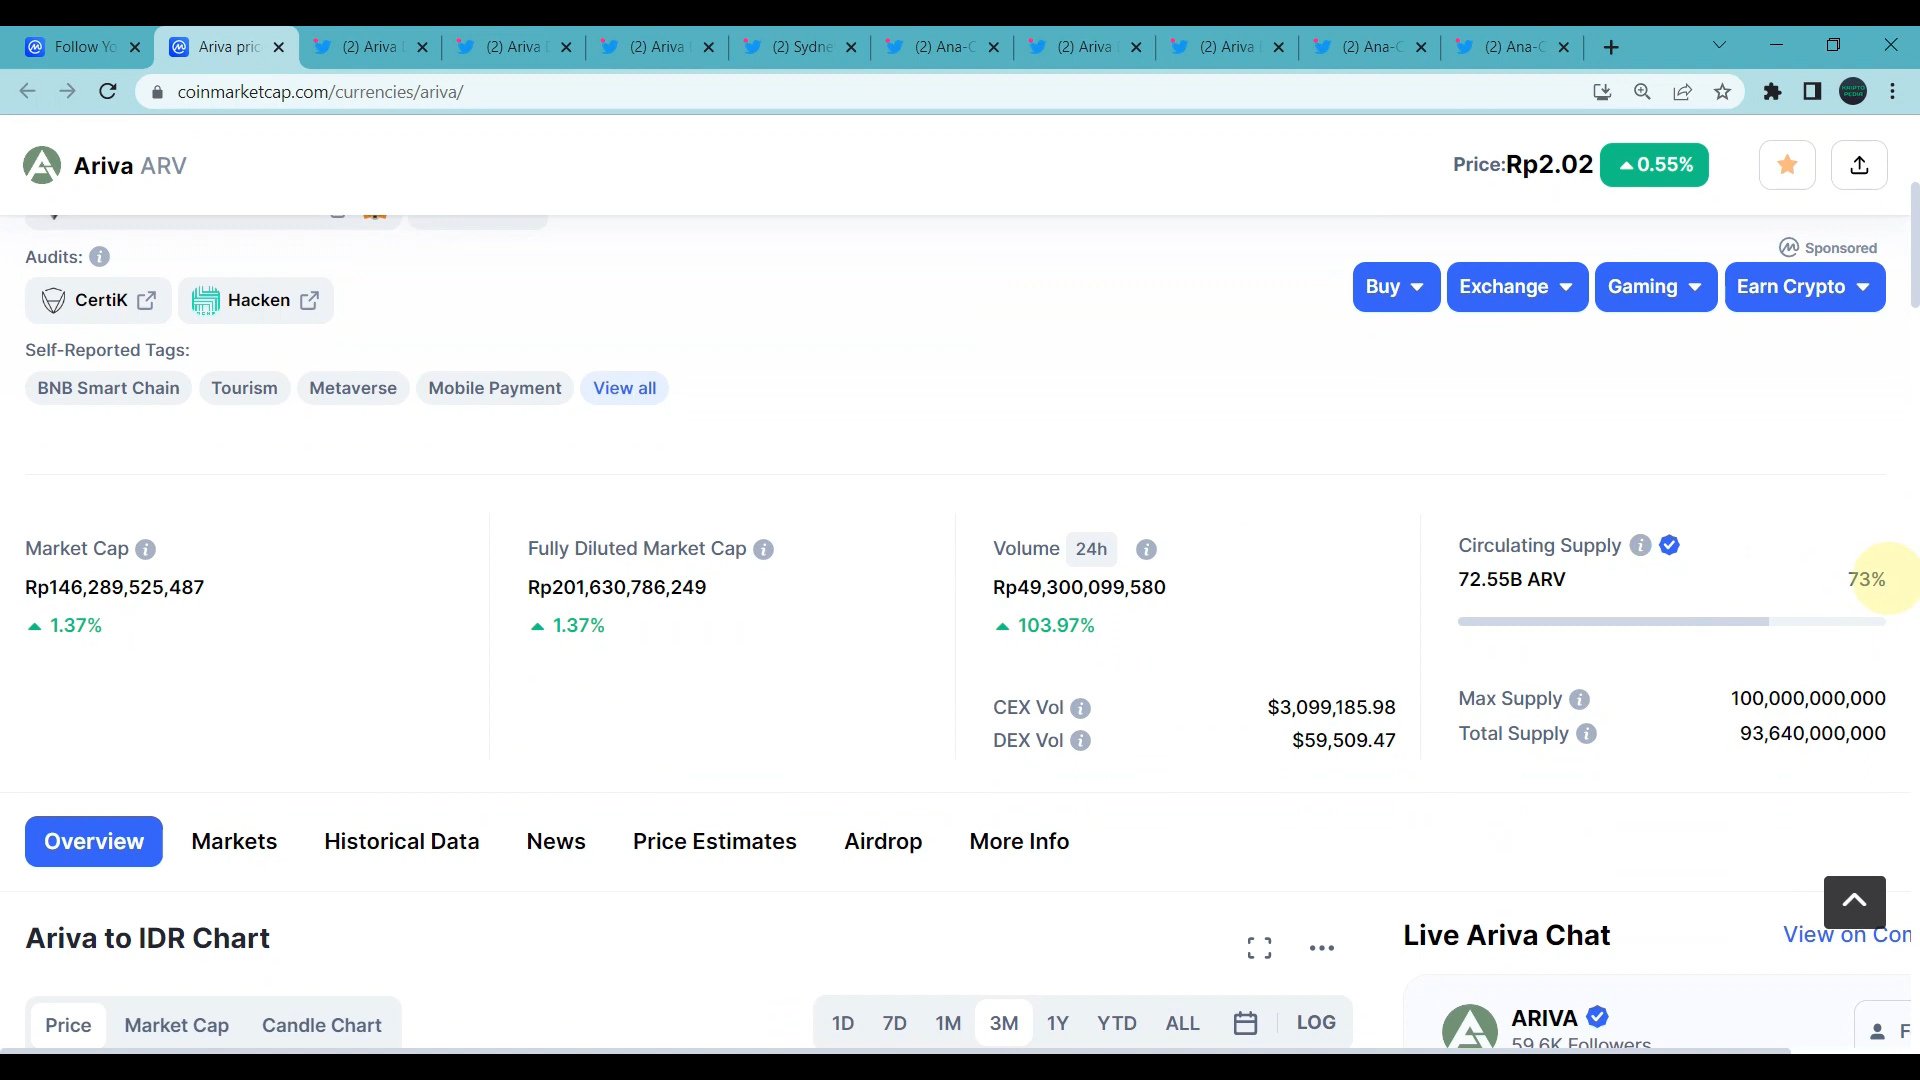 Follow Yo
Ariva pric
(2) Ariva
(2) Ariva
(2) Ariva
(2) Sydne
(2) Ana-C
(2) Ariva
(2) Ariva
(2) Ana-C
(2) Ana-C
coinmarketcap.com/currencies/ariva/
Ariva ARV
Price:Rp2.02 0.55%
Audits:
Sponsored
CertiK Hacken
Buy Exchange Gaming Earn Crypto
Self-Reported Tags:
BNB Smart Chain Tourism Metaverse Mobile Payment View all
Market Cap
Rp146,289,525,487
1.37%
Fully Diluted Market Cap
Rp201,630,786,249
1.37%
Volume 24h
Rp49,300,099,580
103.97%
CEX Vol $3,099,185.98
DEX Vol $59,509.47
Circulating Supply
72.55B ARV 73%
Max Supply 100,000,000,000
Total Supply 93,640,000,000
Overview Markets Historical Data News Price Estimates Airdrop More Info
Ariva to IDR Chart
Price Market Cap Candle Chart
1D 7D 1M 3M 1Y YTD ALL LOG
Live Ariva Chat
View on Com
ARIVA
59.6K Followers
F